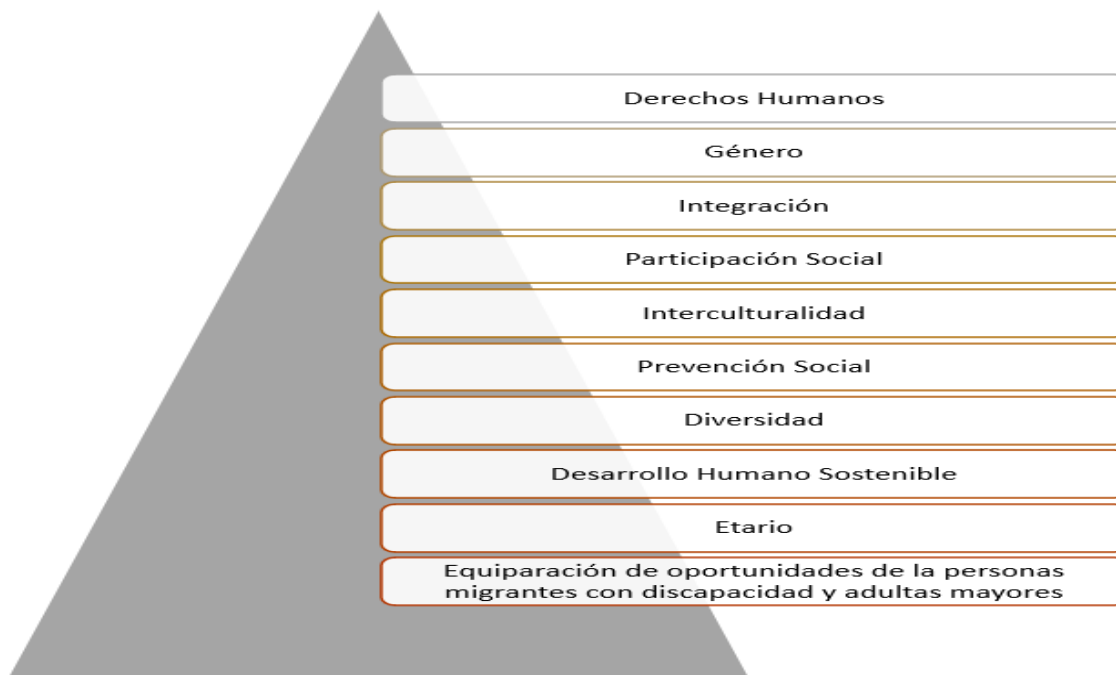 Derechos Humanos
Género
Integración
Participación Social
Interculturalidad
Prevención Social
Diversidad
Desarrollo Humano Sostenible
Etario
Equiparación de oportunidades de la personas
migrantes con discapacidad y adultas mayores